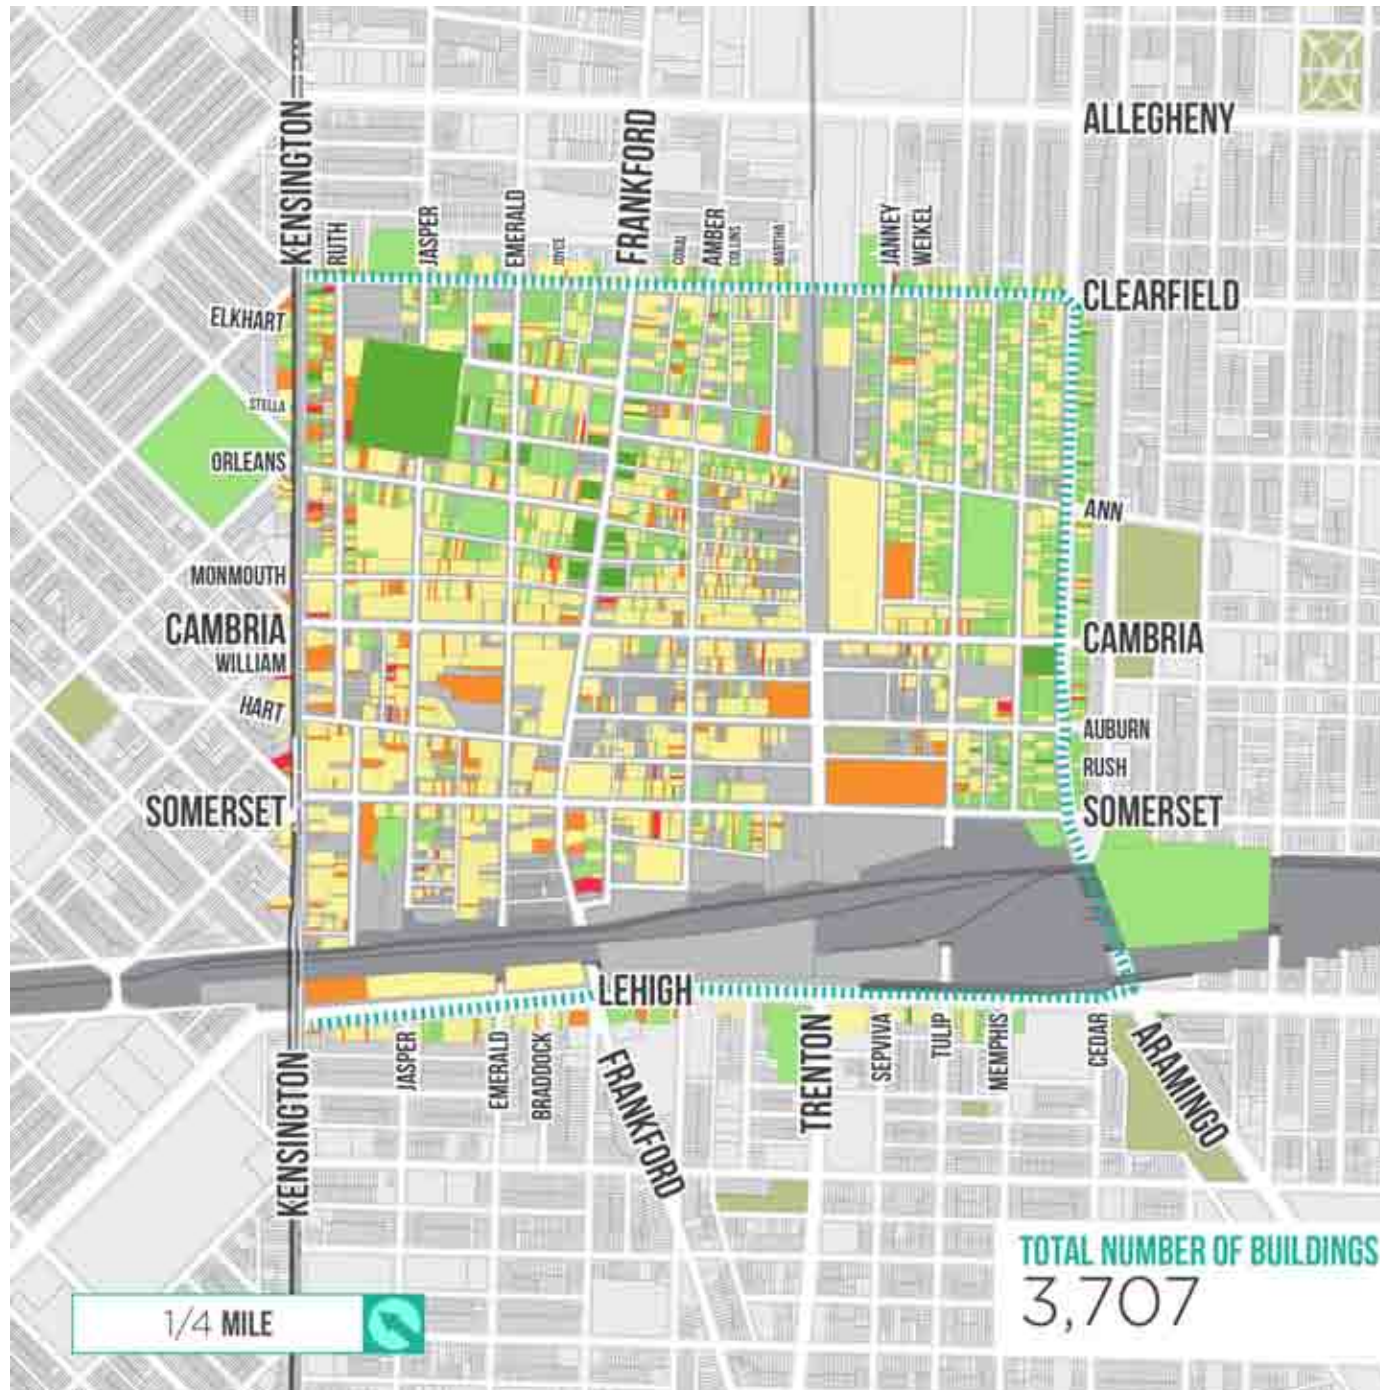 ALLEGHENY
KENSINGTON
RUTH
JASPER
EMERALD
JOYCE
FRANKFORD
CORAL
AMBER
COLLINS
MARTHA
JANNEY
WEIKEL
CLEARFIELD
ELKHART
STELLA
ORLEANS
ANN
MONMOUTH
CAMBRIA
CAMBRIA
WILLIAM
HART
AUBURN
RUSH
SOMERSET
SOMERSET
LEHIGH
KENSINGTON
JASPER
EMERALD
BRADDOCK
FRANKFORD
TRENTON
SEPVIVA
TULIP
MEMPHIS
CEDAR
ARAMINGO
TOTAL NUMBER OF BUILDINGS
3,707
1/4 MILE